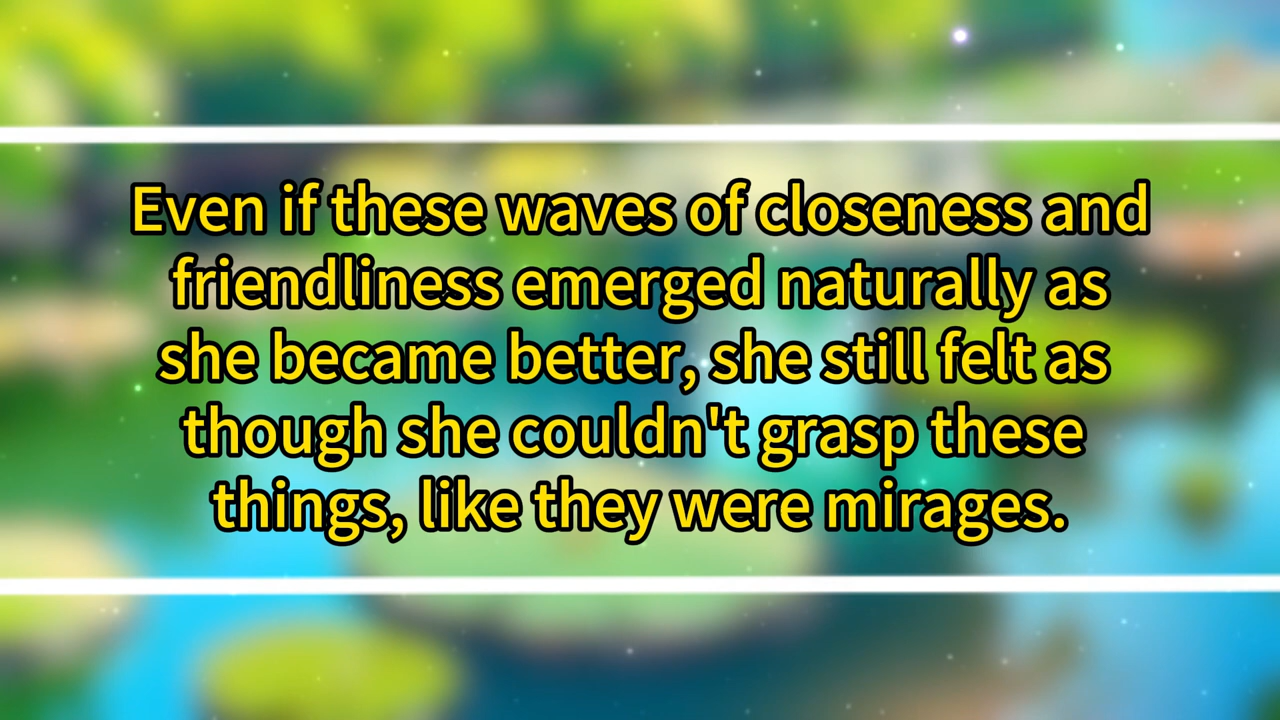 Even if these waves of closeness and
friendliness emerged naturally as
she became better, she still felt as
though she couldn't grasp these
things, like they were mirages.